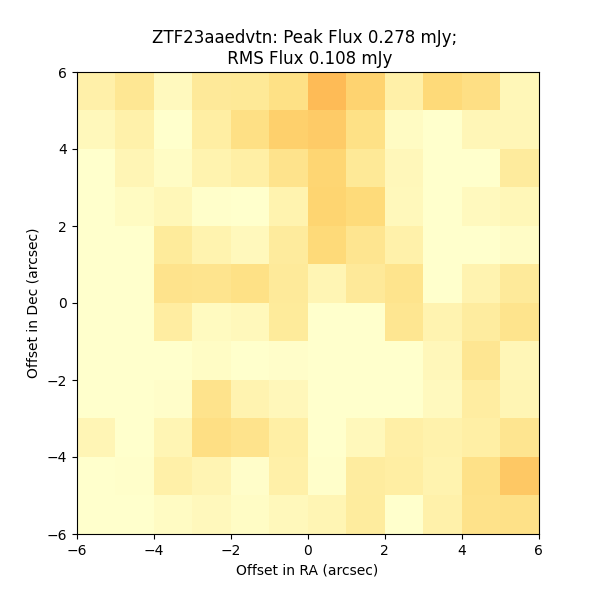 ZTF23aaedvtn: Peak Flux 0.278 mJy;
RMS Flux 0.108 mJy
6
4
2
0
−2
−4
−6
Offset in Dec (arcsec)
−6 −4 −2 0 2 4 6
Offset in RA (arcsec)